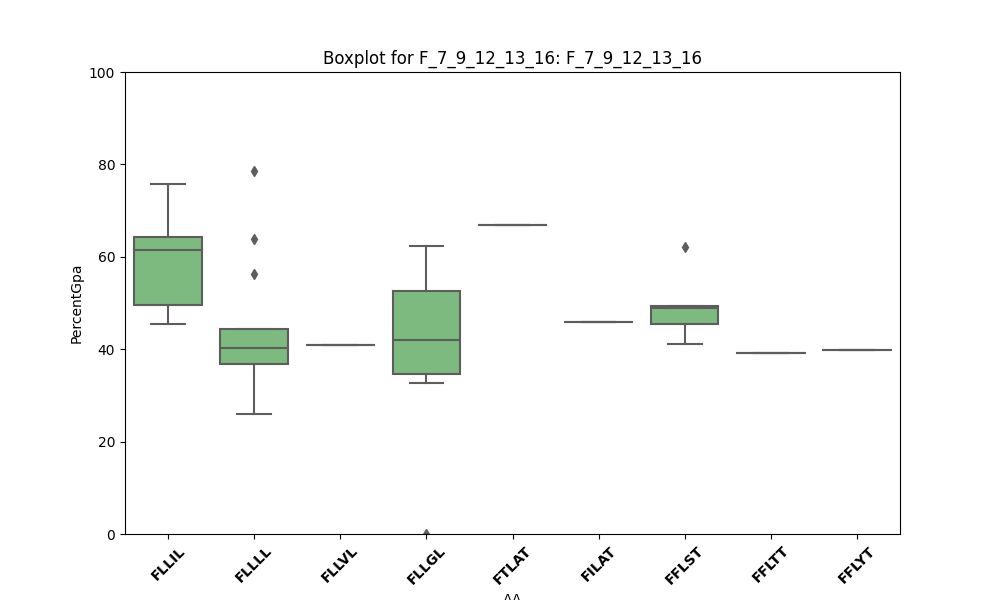 Boxplot for F_7_9_12_13_16: F_7_9_12_13_16
100
80
60
40
20
0
PercentGpa
FLLIL
FLLLL
FLLVL
FLLGL
FTLAT
FILAT
FFLST
FFLTT
FFLYT